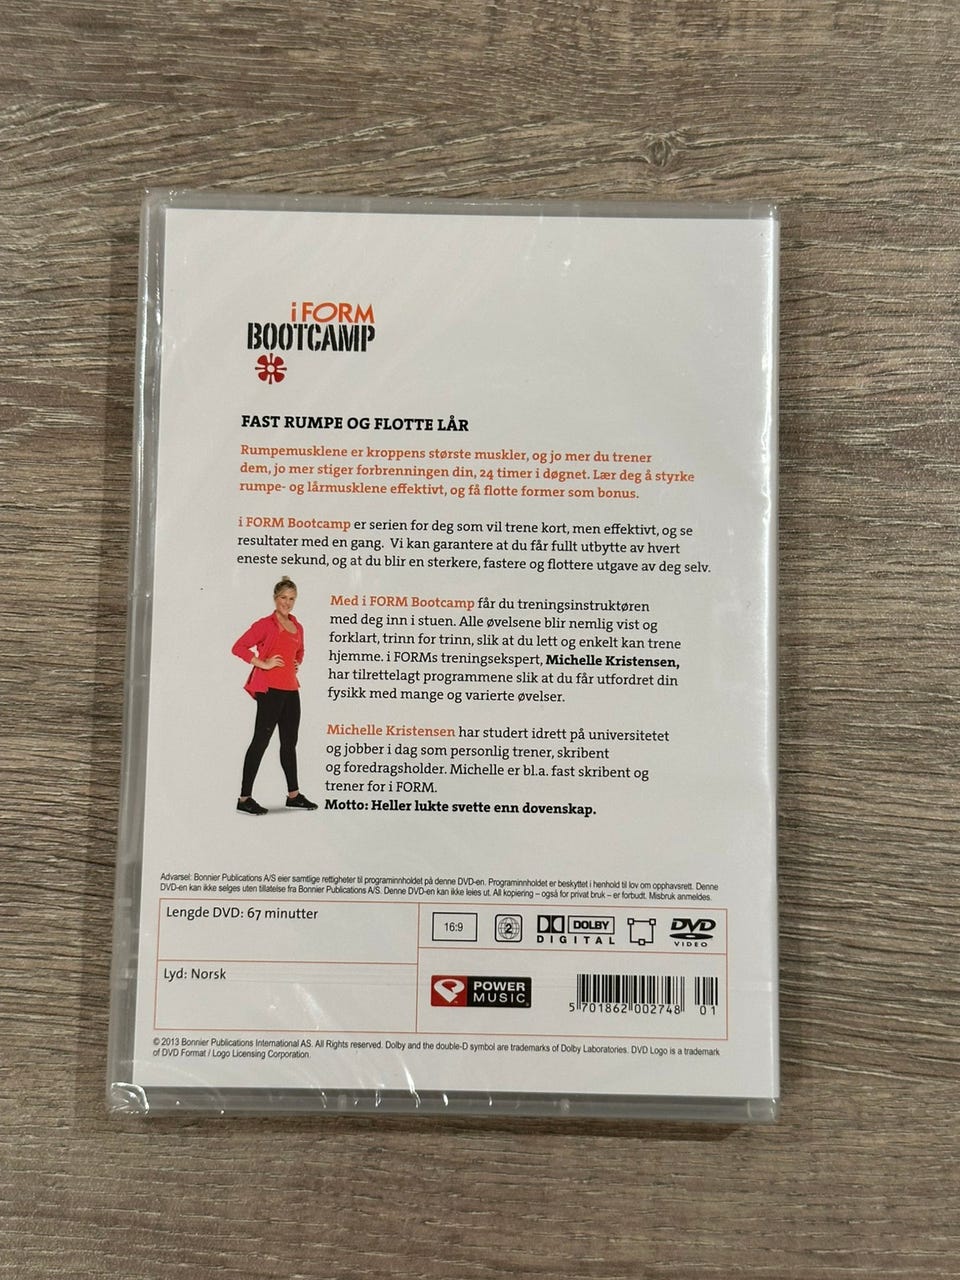 i FORM
BOOTCAMP
FAST RUMPE OG FLOTTE LÅR
Rumpemusklene er kroppens største muskler, og jo mer du trener
dem, jo mer stiger forbrenningen din, 24 timer i døgnet. Lær deg å styrke
rumpe- og lårmusklene effektivt, og få flotte former som bonus.
i FORM Bootcamp er serien for deg som vil trene kort, men effektivt, og se
resultater med en gang. Vi kan garantere at du får fullt utbytte av hvert
eneste sekund, og at du blir en sterkere, fastere og flottere utgave av deg selv.
Med i FORM Bootcamp får du treningsinstruktøren
med deg inn i stuen. Alle øvelsene blir nemlig vist og
forklart, trinn for trinn, slik at du lett og enkelt kan trene
hjemme. i FORMs treningsekspert, Michelle Kristensen,
har tilrettelagt programmene slik at du får utfordret din
fysikk med mange og varierte øvelser.
Michelle Kristensen har studert idrett på universitetet
og jobber i dag som personlig trener, skribent
og foredragsholder. Michelle er bl.a. fast skribent og
trener for i FORM.
Motto: Heller lukte svette enn dovenskap.
Advarsel: Bonnier Publications A/S eier samtlige rettigheter til programinnholdet på denne DVD-en. Programinnholdet er beskyttet i henhold til lov om opphavsrett. Denne
DVD-en kan ikke selges uten tillatelse fra Bonnier Publications A/S. Denne DVD-en kan ikke leies ut. All kopiering – også for privat bruk – er forbudt. Misbruk anmeldes.
Lengde DVD: 67 minutter
16:9
2
DOLBY
DIGITAL
DVD
VIDEO
Lyd: Norsk
POWER
MUSIC
5 701862 002748 01
© 2013 Bonnier Publications International AS. All Rights reserved. Dolby and the double-D symbol are trademarks of Dolby Laboratories. DVD Logo is a trademark
of DVD Format / Logo Licensing Corporation.